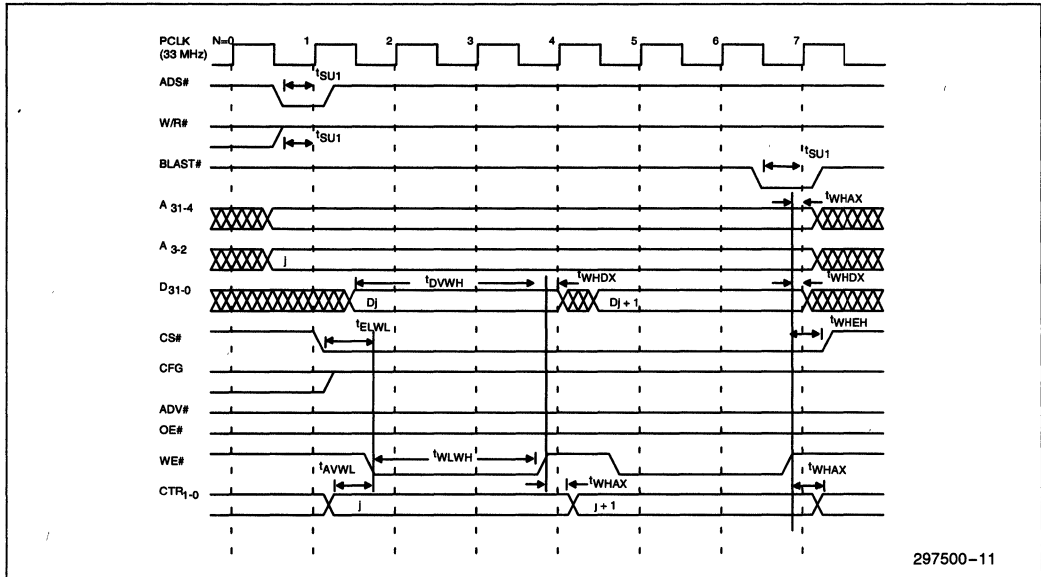 PCLK N=0 1 2 3 4 5 6 7
(33 MHz)
ADS# tSU1
W/R# tSU1
BLAST# tSU1
A 31-4 tWHAX
A 3-2 j
D31-0 tDVWH tWHDX tWHDX
Dj Dj + 1
CS# tELWL tWHEH
CFG
ADV#
OE#
WE# tWLWH
tAVWL tWHAX tWHAX
CTR1-0 j j + 1
297500-11